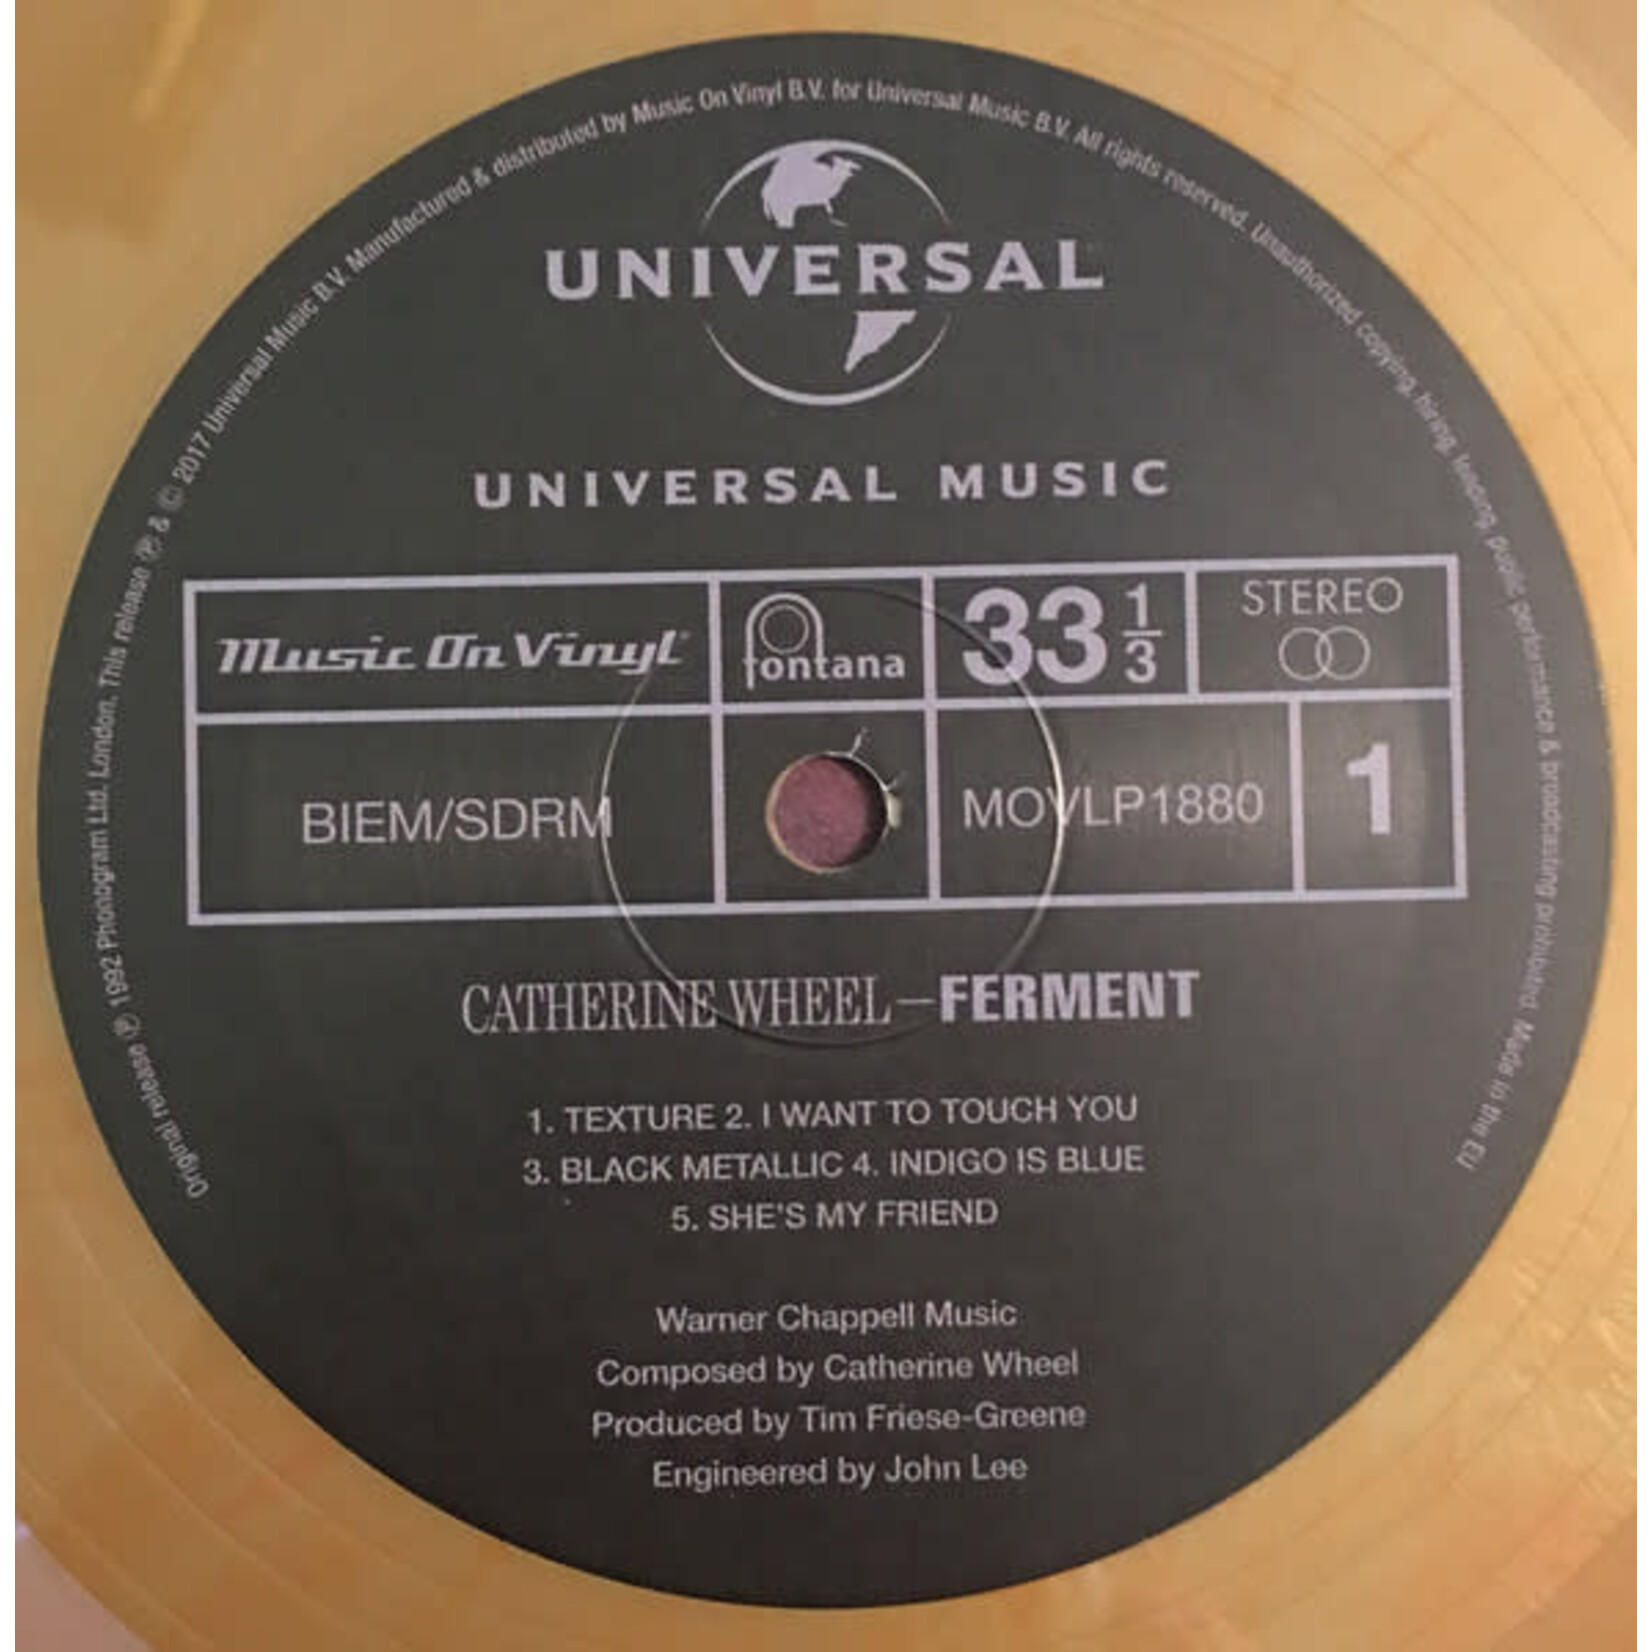 Original release ℗ 1992 Phonogram Ltd. London. This release ℗ & © 2017 Universal Music B.V. Manufactured & distributed by Music On Vinyl B.V. for Universal Music B.V. All rights reserved. Unauthorized copying, hiring, lending, public performance & brodcasting prohibited. Made in the EU
UNIVERSAL
UNIVERSAL MUSIC
Music On Vinyl
fontana
33 1/3
STEREO
BIEM/SDRM
MOVLP1880
1
CATHERINE WHEEL – FERMENT
1. TEXTURE 2. I WANT TO TOUCH YOU
3. BLACK METALLIC 4. INDIGO IS BLUE
5. SHE'S MY FRIEND
Warner Chappell Music
Composed by Catherine Wheel
Produced by Tim Friese-Greene
Engineered by John Lee